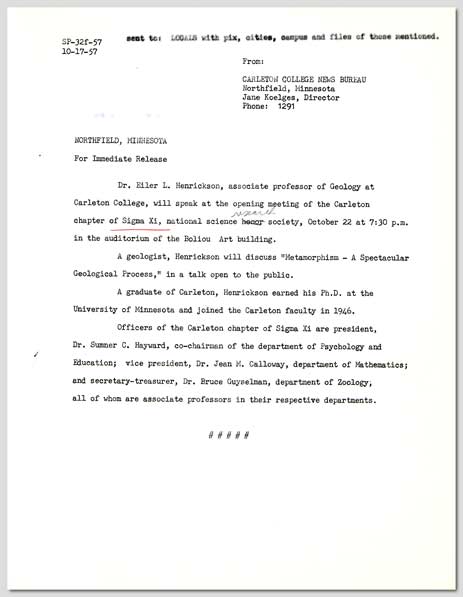 sent to: LOCALS with pix, cities, campus and files of those mentioned.
SP-32f-57
10-17-57
From:
CARLETON COLLEGE NEWS BUREAU
Northfield, Minnesota
Jane Koelges, Director
Phone: 1291
NORTHFIELD, MINNESOTA
For Immediate Release
Dr. Eiler L. Henrickson, associate professor of Geology at
Carleton College, will speak at the opening meeting of the Carleton
research
chapter of Sigma Xi, national science honor society, October 22 at 7:30 p.m.
in the auditorium of the Boliou Art building.
A geologist, Henrickson will discuss "Metamorphism - A Spectacular
Geological Process," in a talk open to the public.
A graduate of Carleton, Henrickson earned his Ph.D. at the
University of Minnesota and joined the Carleton faculty in 1946.
Officers of the Carleton chapter of Sigma Xi are president,
Dr. Sumner C. Hayward, co-chairman of the department of Psychology and
Education; vice president, Dr. Jean M. Calloway, department of Mathematics;
and secretary-treasurer, Dr. Bruce Guyselman, department of Zoology;
all of whom are associate professors in their respective departments.
# # # # #